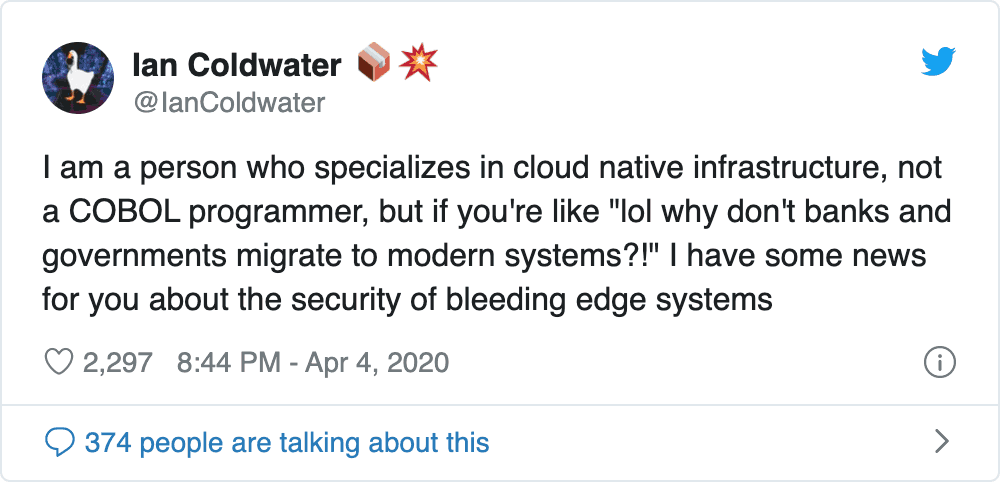 Ian Coldwater 📦💥
@IanColdwater
I am a person who specializes in cloud native infrastructure, not
a COBOL programmer, but if you're like "lol why don't banks and
governments migrate to modern systems?!" I have some news
for you about the security of bleeding edge systems
2,297 8:44 PM - Apr 4, 2020
374 people are talking about this